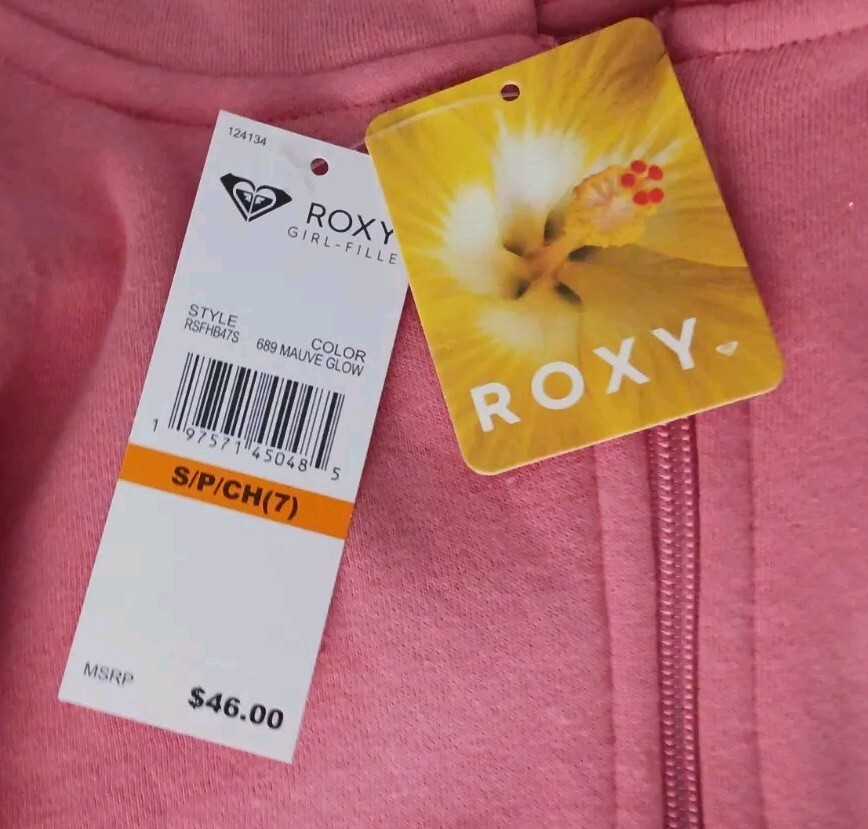 124134
ROXY
GIRL-FILLE
STYLE
RSFHB47S
COLOR
689 MAUVE GLOW
1 97571 45048 5
S/P/CH(7)
MSRP
$46.00
ROXY